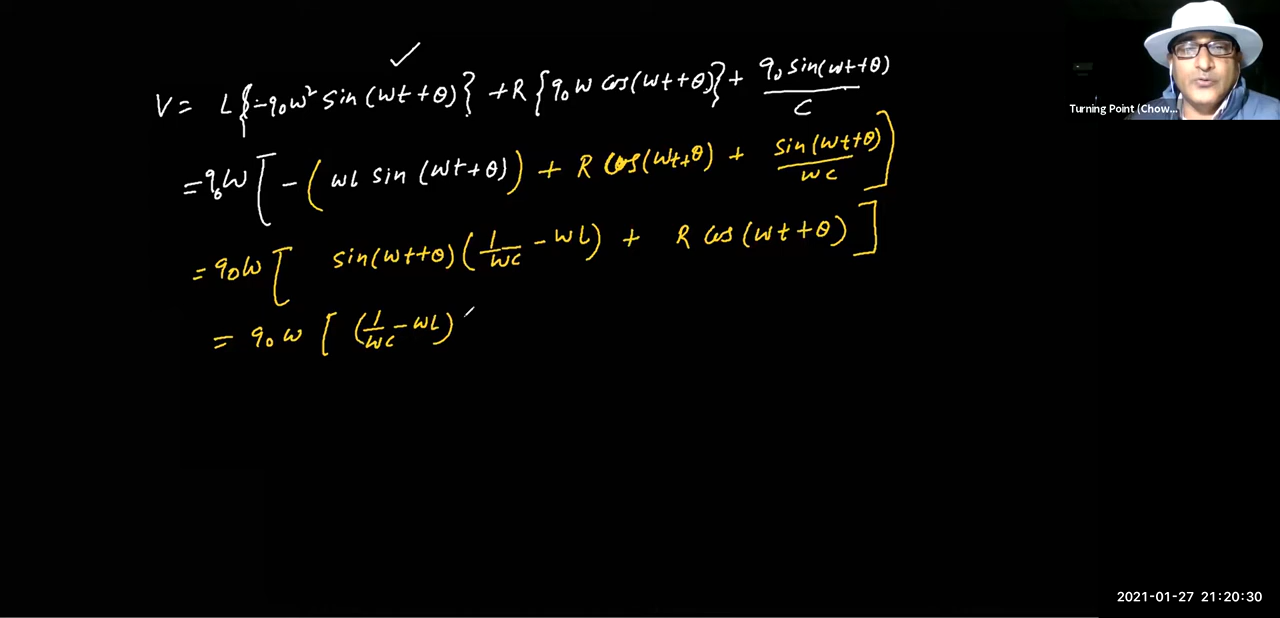 V = L{-q₀ω² sin(ωt+θ)} + R{q₀ω cos(ωt+θ)} + q₀ sin(ωt+θ)/C
= q₀ω[-(ωL sin(ωt+θ)) + R cos(ωt+θ) + sin(ωt+θ)/ωC]
= q₀ω[sin(ωt+θ)(1/ωC - ωL) + R cos(ωt+θ)]
= q₀ω[(1/ωC - ωL)
Turning Point (Chow...
2021-01-27 21:20:30